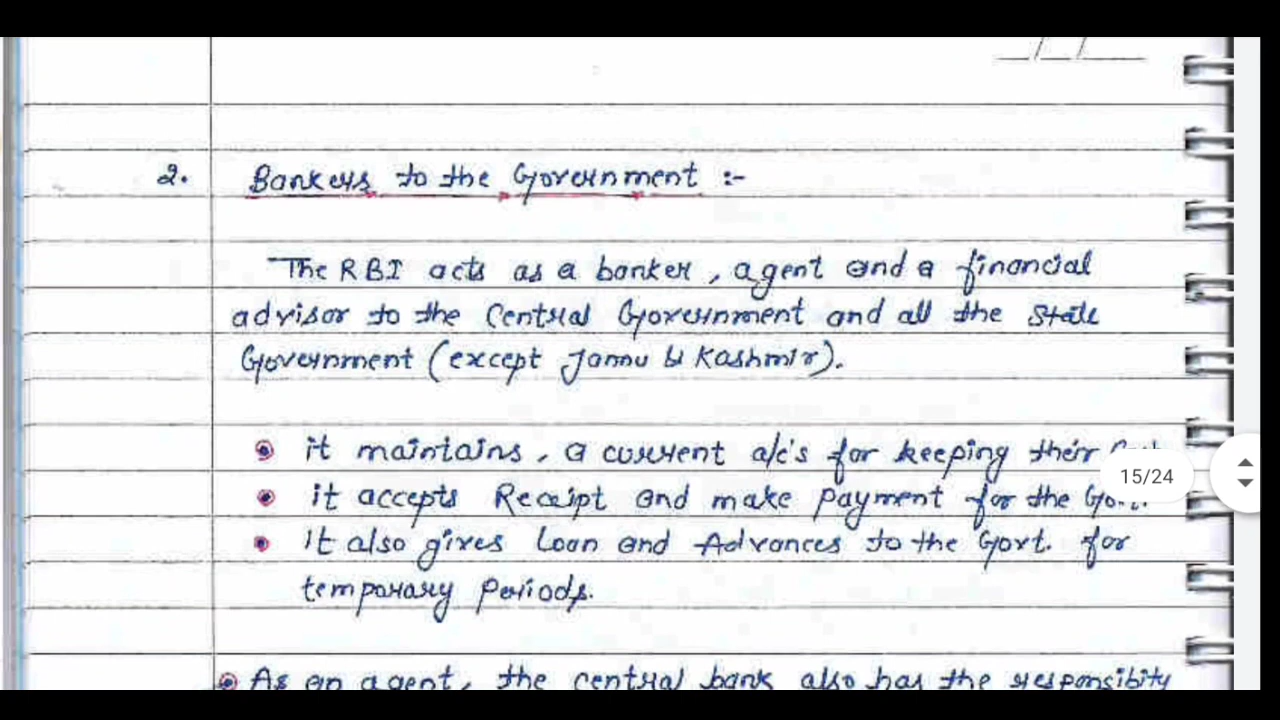 2. Bankers to the Government :-
The RBI acts as a banker, agent and a financial
advisor to the Central Government and all the State
Government (except Jammu & Kashmir).
it maintains, a current a/c's for keeping their
it accepts Receipt and make payment for the
It also gives Loan and Advances to the Govt. for
temporary Periods.
As an agent, the central bank also has the responsibity
15/24